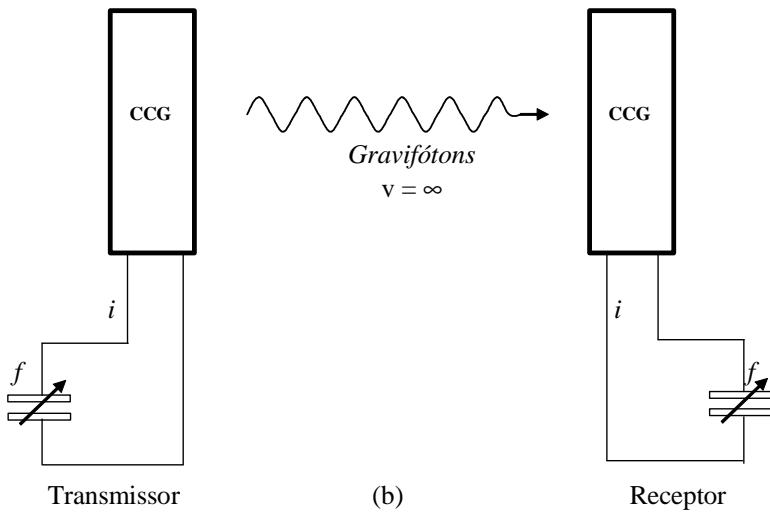 CCG
CCG
Gravifótons
v = ∞
i
i
f
f
Transmissor
(b)
Receptor